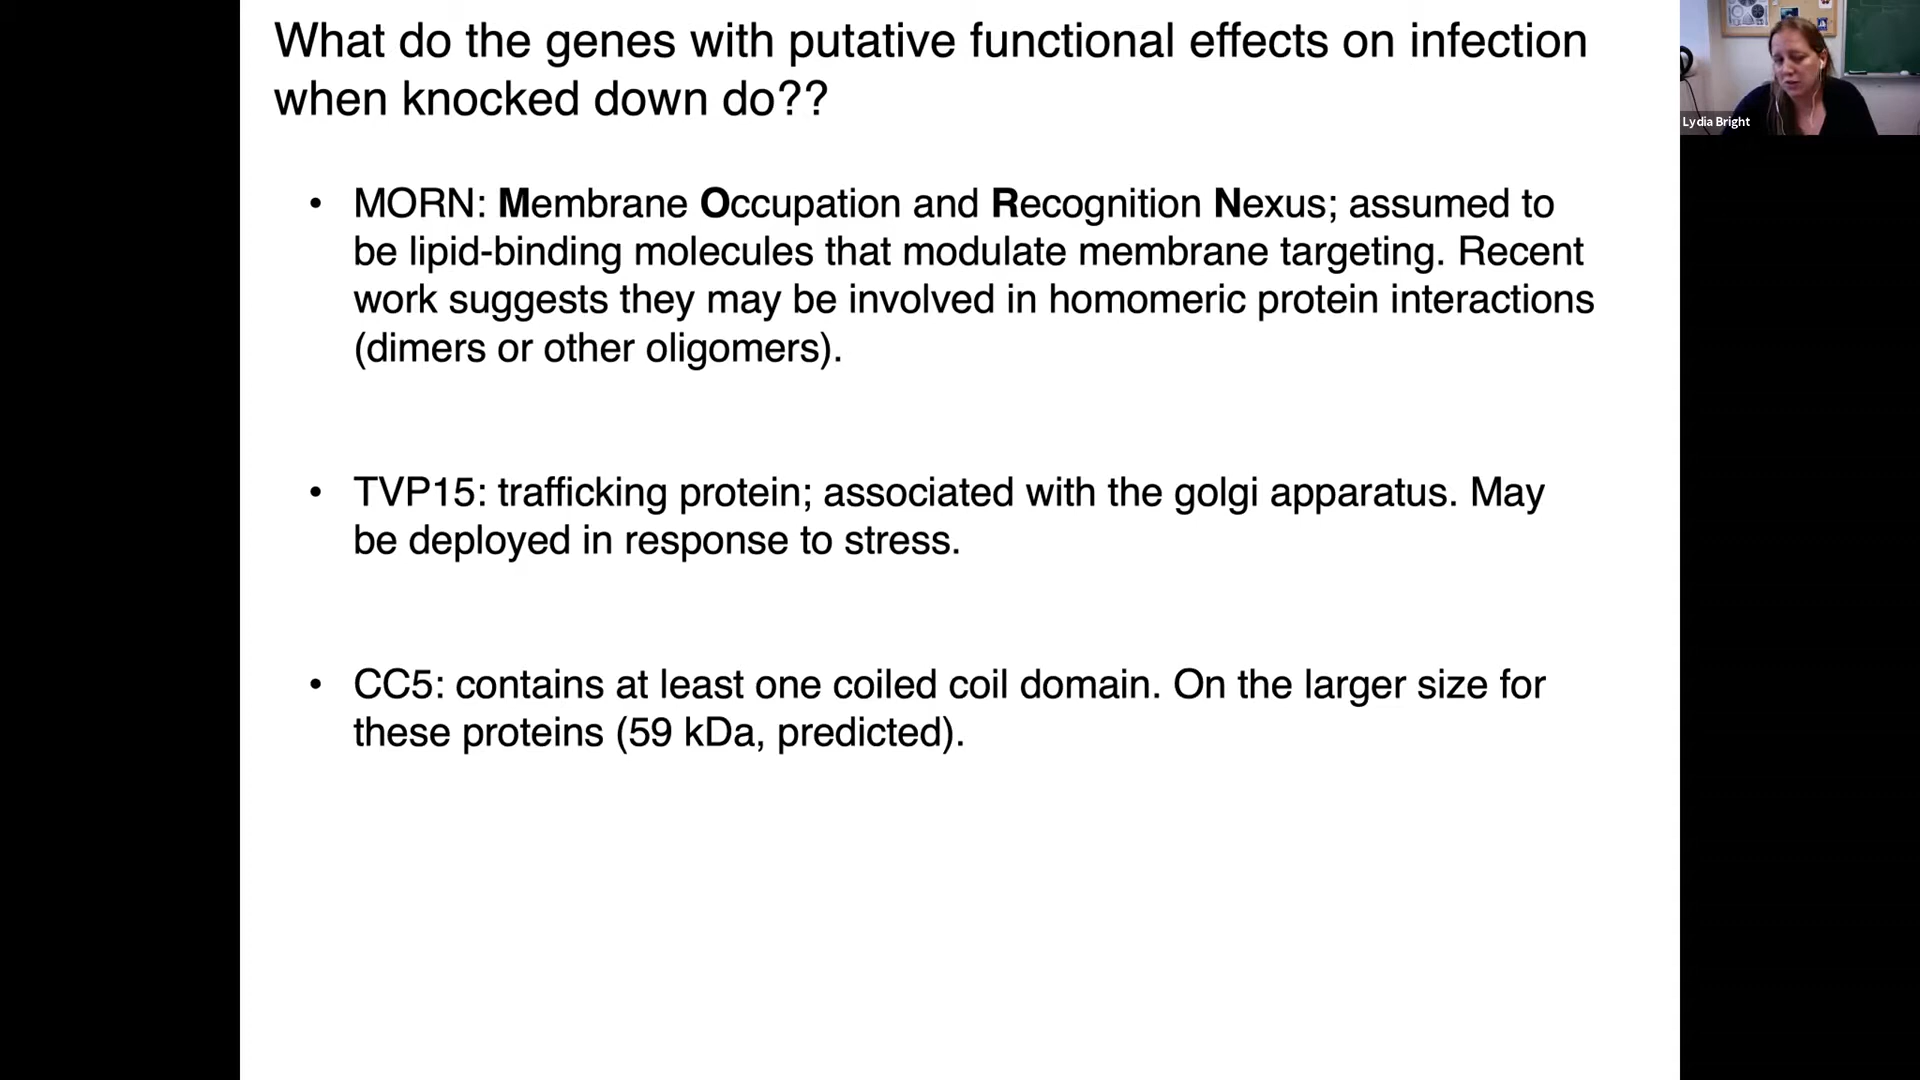 What do the genes with putative functional effects on infection
when knocked down do??
Lydia Bright
• MORN: Membrane Occupation and Recognition Nexus; assumed to
be lipid-binding molecules that modulate membrane targeting. Recent
work suggests they may be involved in homomeric protein interactions
(dimers or other oligomers).
• TVP15: trafficking protein; associated with the golgi apparatus. May
be deployed in response to stress.
• CC5: contains at least one coiled coil domain. On the larger size for
these proteins (59 kDa, predicted).